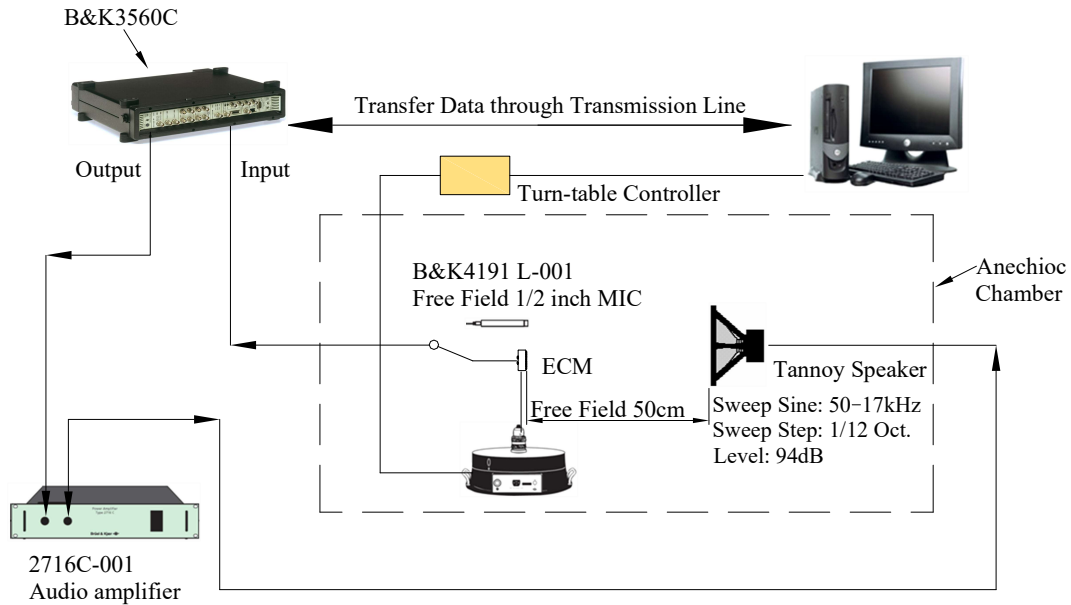 B&K3560C
Transfer Data through Transmission Line
Output
Input
Turn-table Controller
B&K4191 L-001
Free Field 1/2 inch MIC
Anechioc
Chamber
ECM
Tannoy Speaker
Free Field 50cm
Sweep Sine: 50−17kHz
Sweep Step: 1/12 Oct.
Level: 94dB
2716C-001
Audio amplifier